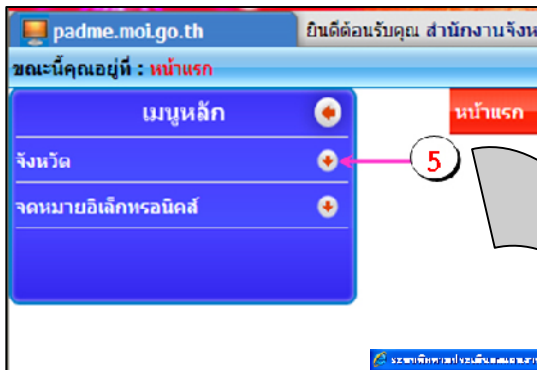 padme.moi.go.th
ยินดีต้อนรับคุณ สำนักงานจังห
ขณะนี้คุณอยู่ที่ : หน้าแรก
เมนูหลัก
หน้าแรก
จังหวัด
5
จดหมายอิเล็กทรอนิคส์